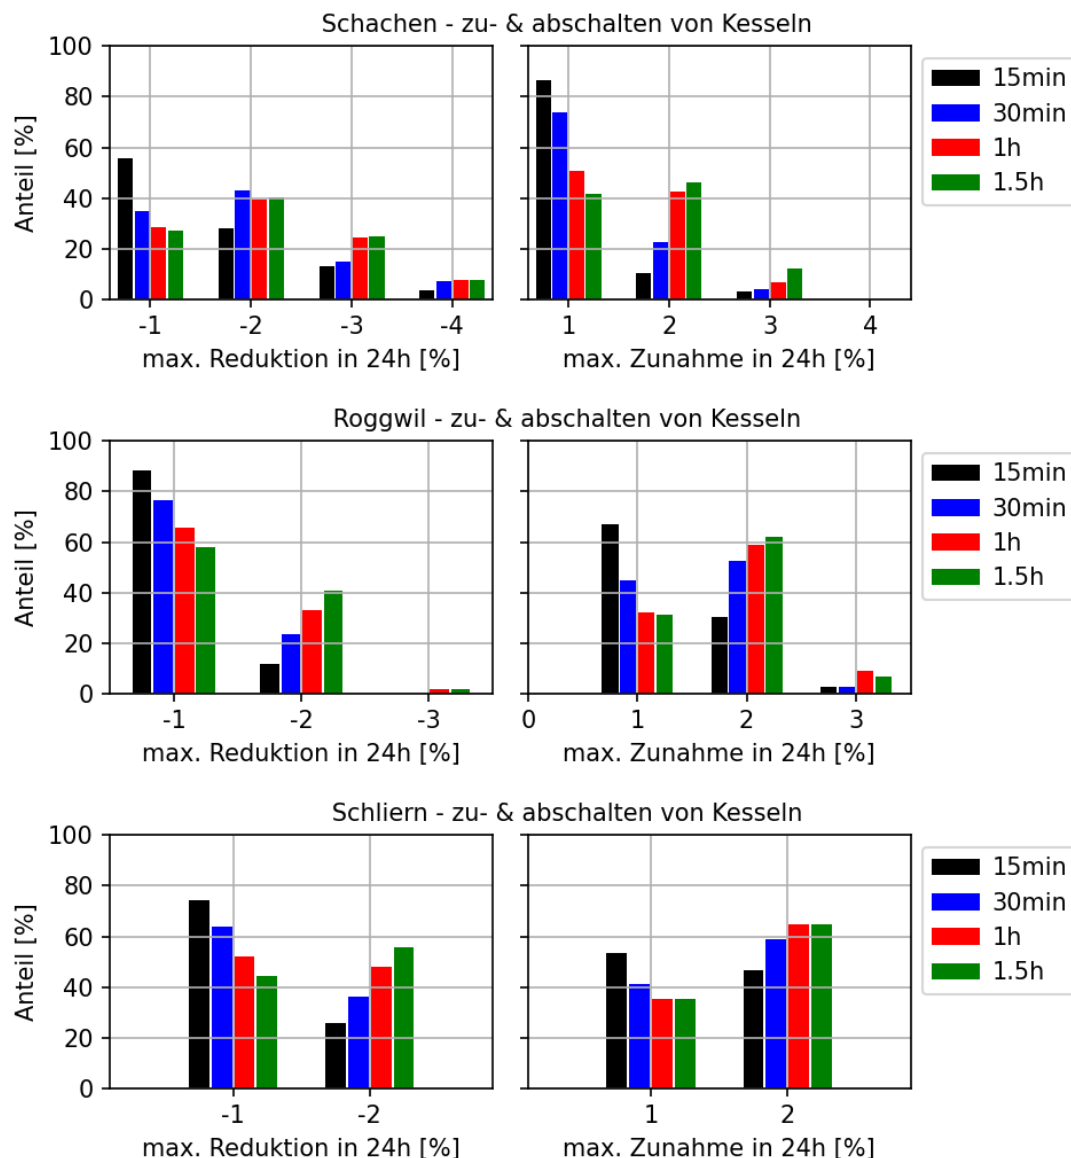 Schachen - zu- & abschalten von Kesseln
100
80
60
40
20
0
Anteil [%]
-1 -2 -3 -4
max. Reduktion in 24h [%]
1 2 3 4
max. Zunahme in 24h [%]
15min
30min
1h
1.5h
Roggwil - zu- & abschalten von Kesseln
100
80
60
40
20
0
Anteil [%]
-1 -2 -3
max. Reduktion in 24h [%]
0 1 2 3
max. Zunahme in 24h [%]
15min
30min
1h
1.5h
Schliern - zu- & abschalten von Kesseln
100
80
60
40
20
0
Anteil [%]
-1 -2
max. Reduktion in 24h [%]
1 2
max. Zunahme in 24h [%]
15min
30min
1h
1.5h